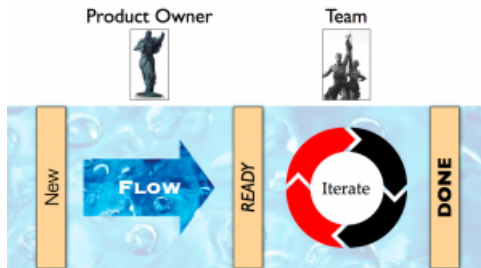 Product Owner
Team
New
FLOW
READY
Iterate
DONE